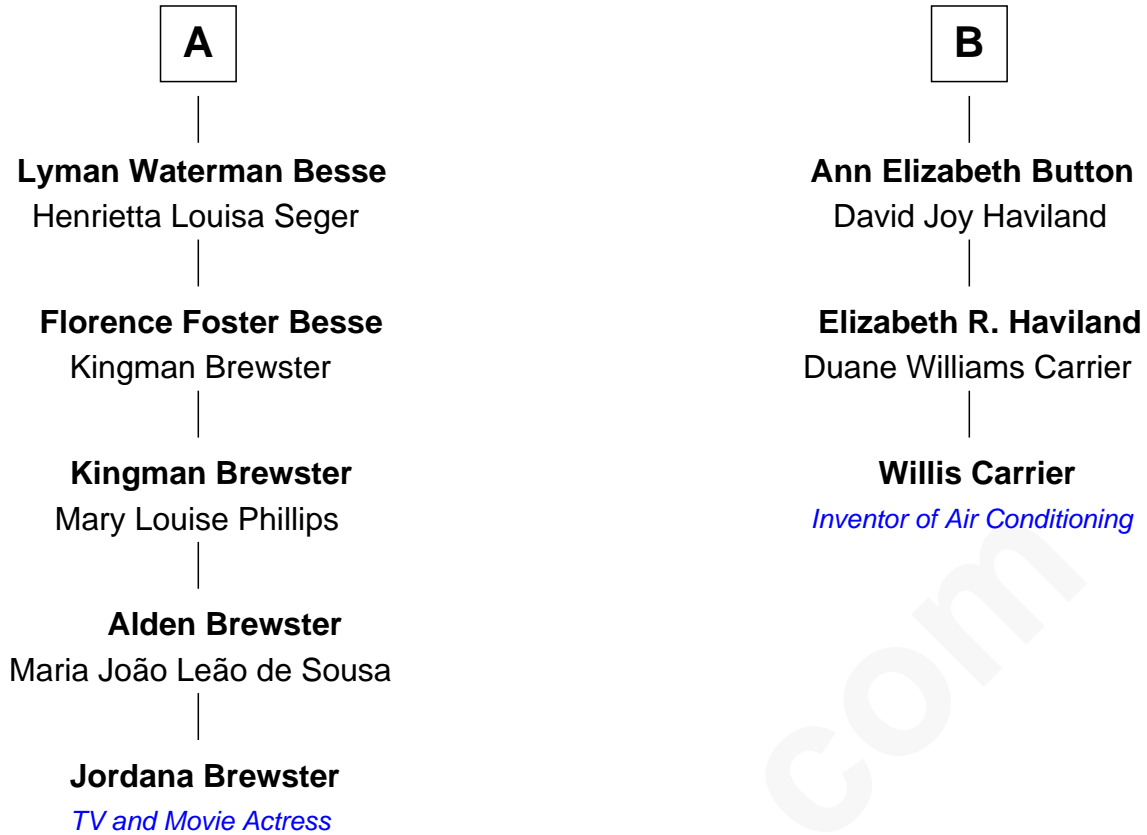 A
Lyman Waterman Besse
Henrietta Louisa Seger
Florence Foster Besse
Kingman Brewster
Kingman Brewster
Mary Louise Phillips
Alden Brewster
Maria João Leão de Sousa
Jordana Brewster
TV and Movie Actress
B
Ann Elizabeth Button
David Joy Haviland
Elizabeth R. Haviland
Duane Williams Carrier
Willis Carrier
Inventor of Air Conditioning
com